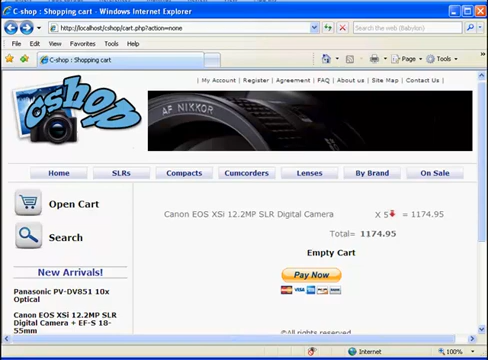 C-shop : Shopping cart - Windows Internet Explorer
http://localhost/cshop/cart.php?action=none
Search the web (Babylon)
File Edit View Favorites Tools Help
C-shop : Shopping cart
Page Tools
| My Account | Register | Agreement | FAQ | About us | Site Map | Contact Us |
cshop
AF NIKKOR
Home SLRs Compacts Cumcorders Lenses By Brand On Sale
Open Cart
Search
Canon EOS XSi 12.2MP SLR Digital Camera X 5 = 1174.95
Total= 1174.95
Empty Cart
Pay Now
New Arrivals!
Panasonic PV-DV851 10x
Optical
Canon EOS XSi 12.2MP SLR
Digital Camera + EF-S 18-
55mm
©All rights reserved
Internet 100%